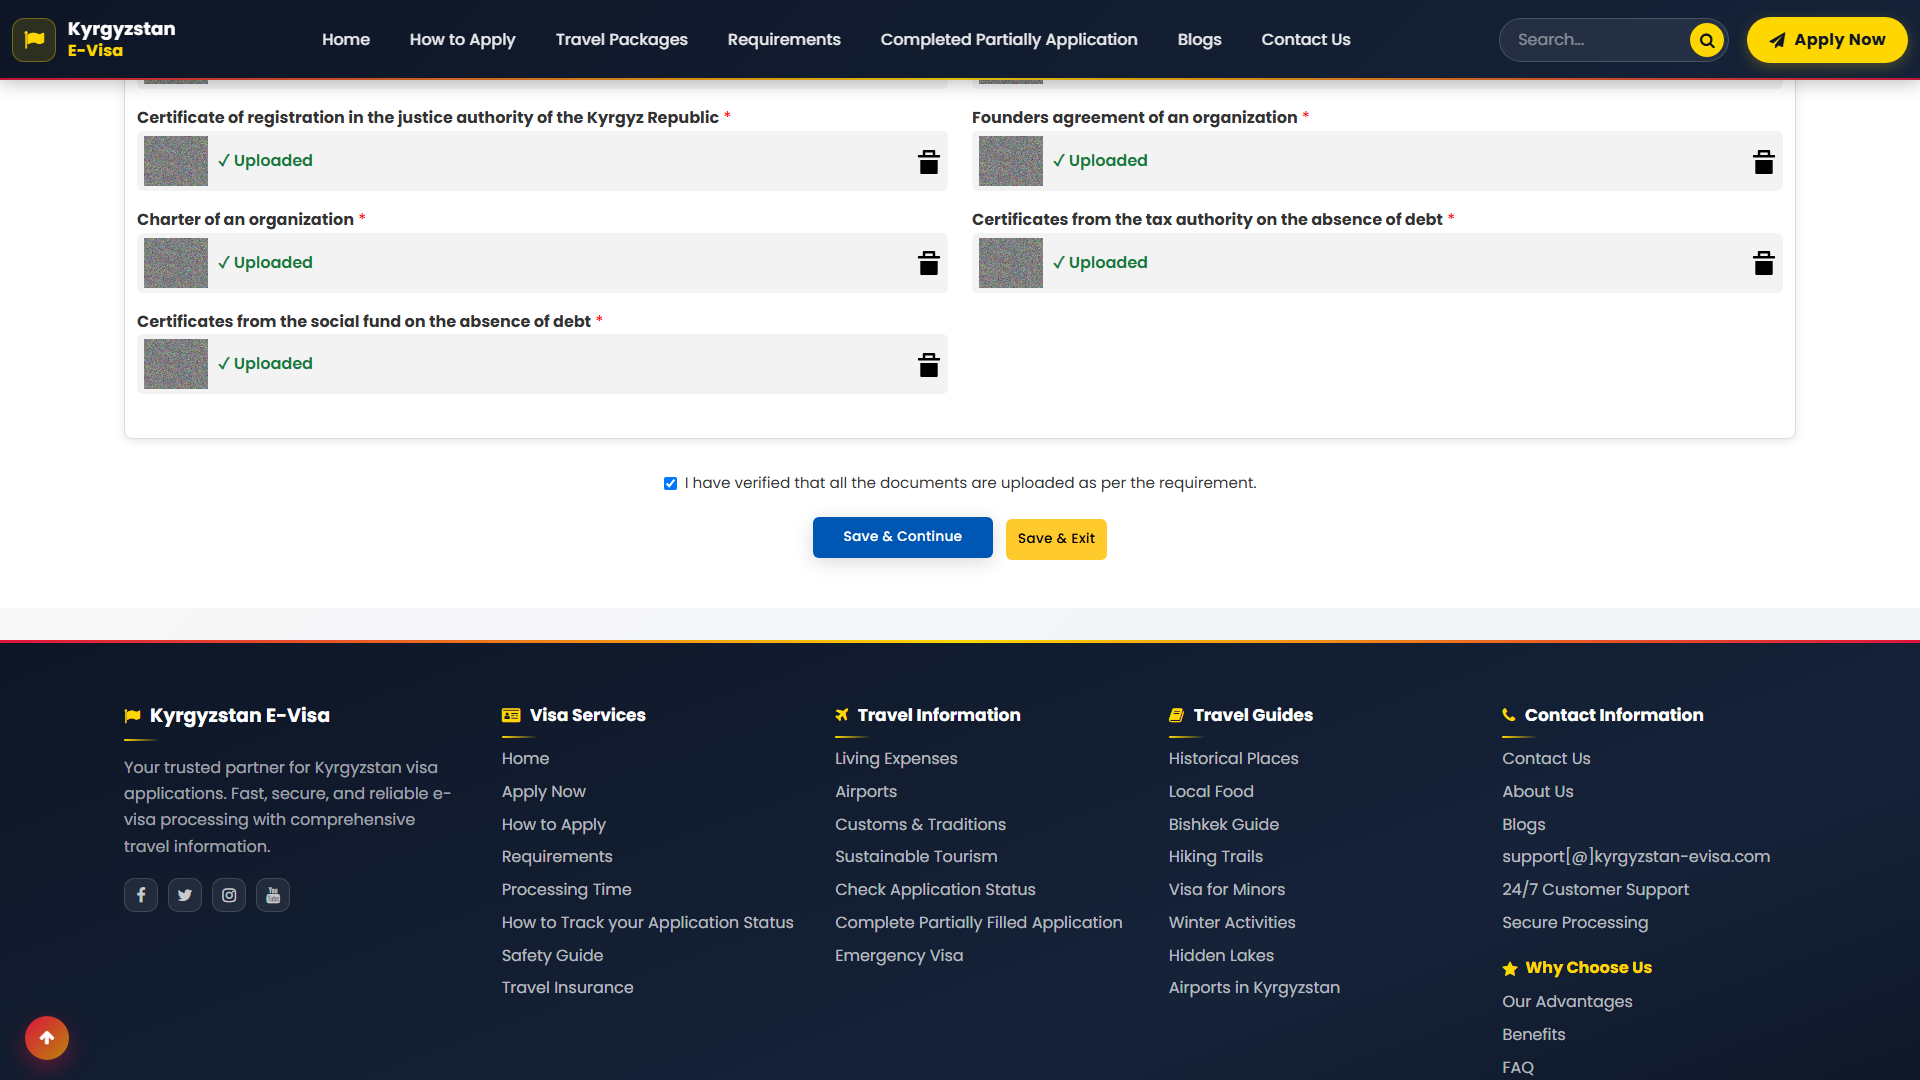 Kyrgyzstan
E-Visa
Home
How to Apply
Travel Packages
Requirements
Completed Partially Application
Blogs
Contact Us
Search...
Apply Now
Certificate of registration in the justice authority of the Kyrgyz Republic *
Founders agreement of an organization *
✓ Uploaded
✓ Uploaded
Charter of an organization *
Certificates from the tax authority on the absence of debt *
✓ Uploaded
✓ Uploaded
Certificates from the social fund on the absence of debt *
✓ Uploaded
I have verified that all the documents are uploaded as per the requirement.
Save & Continue
Save & Exit
Kyrgyzstan E-Visa
Your trusted partner for Kyrgyzstan visa
applications. Fast, secure, and reliable e-
visa processing with comprehensive
travel information.
Visa Services
Home
Apply Now
How to Apply
Requirements
Processing Time
How to Track your Application Status
Safety Guide
Travel Insurance
Travel Information
Living Expenses
Airports
Customs & Traditions
Sustainable Tourism
Check Application Status
Complete Partially Filled Application
Emergency Visa
Travel Guides
Historical Places
Local Food
Bishkek Guide
Hiking Trails
Visa for Minors
Winter Activities
Hidden Lakes
Airports in Kyrgyzstan
Contact Information
Contact Us
About Us
Blogs
support[@]kyrgyzstan-evisa.com
24/7 Customer Support
Secure Processing
Why Choose Us
Our Advantages
Benefits
FAQ